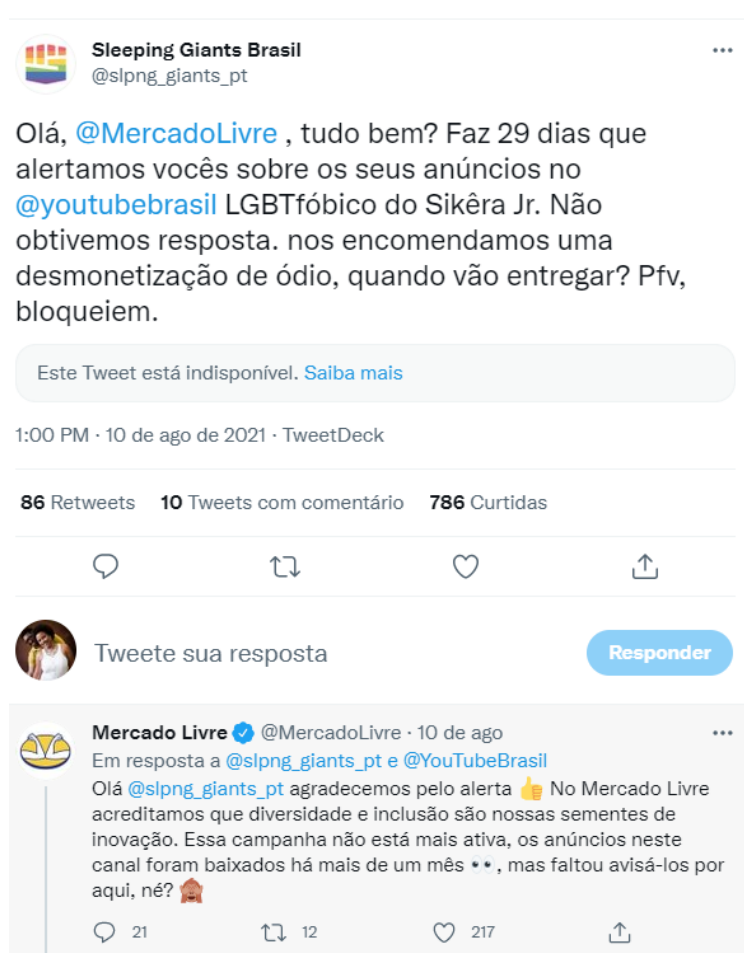 Sleeping Giants Brasil
@slpng_giants_pt
Olá, @MercadoLivre , tudo bem? Faz 29 dias que
alertamos vocês sobre os seus anúncios no
@youtubebrasil LGBTfóbico do Sikêra Jr. Não
obtivemos resposta. nos encomendamos uma
desmonetização de ódio, quando vão entregar? Pfv,
bloqueiem.
Este Tweet está indisponível. Saiba mais
1:00 PM · 10 de ago de 2021 · TweetDeck
86 Retweets 10 Tweets com comentário 786 Curtidas
Tweete sua resposta
Responder
Mercado Livre @MercadoLivre · 10 de ago
Em resposta a @slpng_giants_pt e @YouTubeBrasil
Olá @slpng_giants_pt agradecemos pelo alerta 👍 No Mercado Livre
acreditamos que diversidade e inclusão são nossas sementes de
inovação. Essa campanha não está mais ativa, os anúncios neste
canal foram baixados há mais de um mês 👀, mas faltou avisá-los por
aqui, né? 🙈
21 12 217